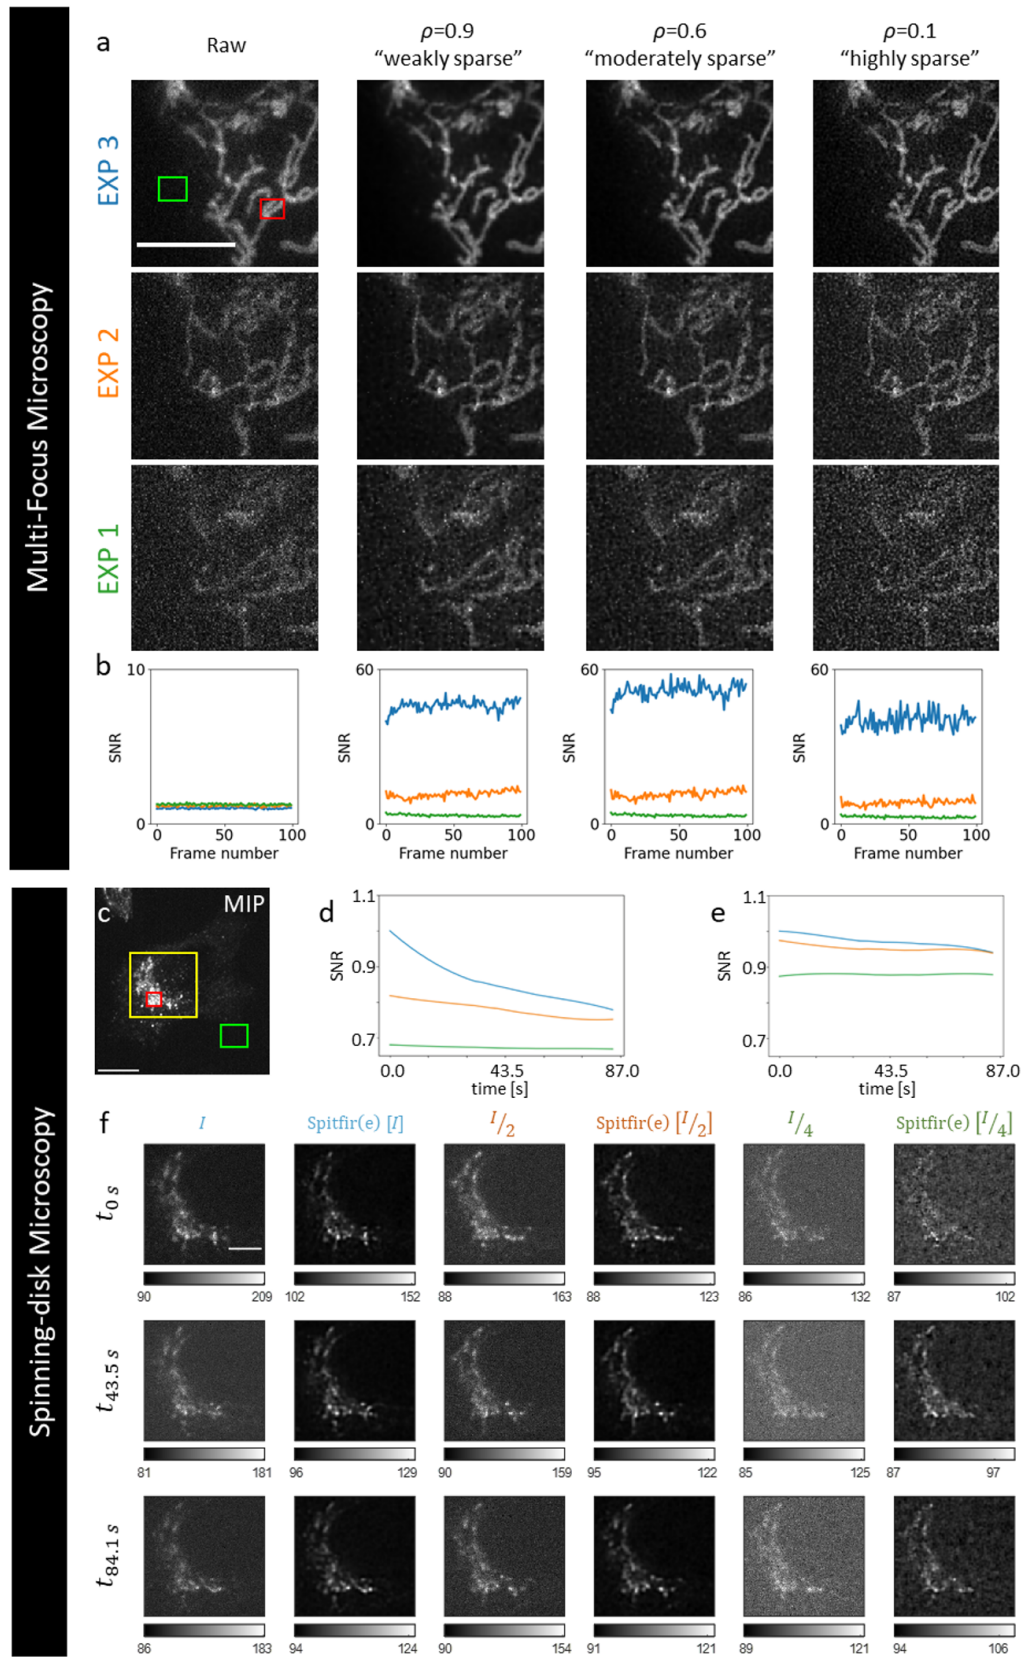 Multi-Focus Microscopy
a
Raw
ρ=0.9
“weakly sparse”
ρ=0.6
“moderately sparse”
ρ=0.1
“highly sparse”
EXP 3
EXP 2
EXP 1
b
10
SNR
0
0 50 100
Frame number
60
SNR
0
0 50 100
Frame number
60
SNR
0
0 50 100
Frame number
60
SNR
0
0 50 100
Frame number
Spinning-disk Microscopy
c
MIP
d
1.1
0.9
0.7
SNR
0.0 43.5 87.0
time [s]
e
1.1
0.9
0.7
SNR
0.0 43.5 87.0
time [s]
f
I Spitfir(e) [I] I/2 Spitfir(e) [I/2] I/4 Spitfir(e) [I/4]
t0 s
90 209 102 152 88 163 88 123 86 132 87 102
t43.5 s
81 181 96 129 90 159 95 122 85 125 87 97
t84.1 s
86 183 94 124 90 154 91 121 89 121 94 106